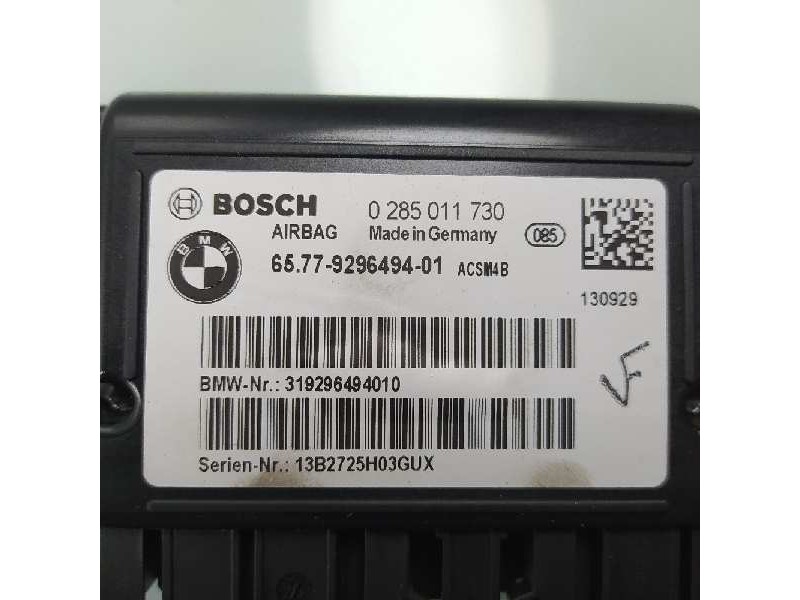 BOSCH 0 285 011 730
AIRBAG Made in Germany 085
BMW 65.77-9296494-01 ACSM4B
130929
BMW-Nr.: 319296494010
Serien-Nr.: 13B2725H03GUX